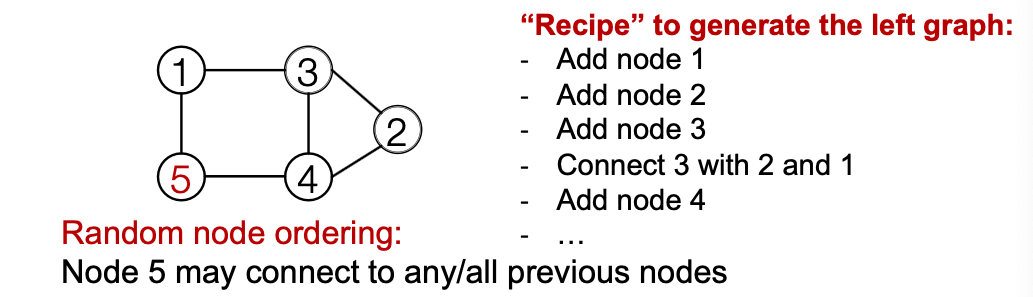 “Recipe” to generate the left graph:
- Add node 1
- Add node 2
- Add node 3
- Connect 3 with 2 and 1
- Add node 4
- ...
1
3
2
5
4
Random node ordering:
Node 5 may connect to any/all previous nodes